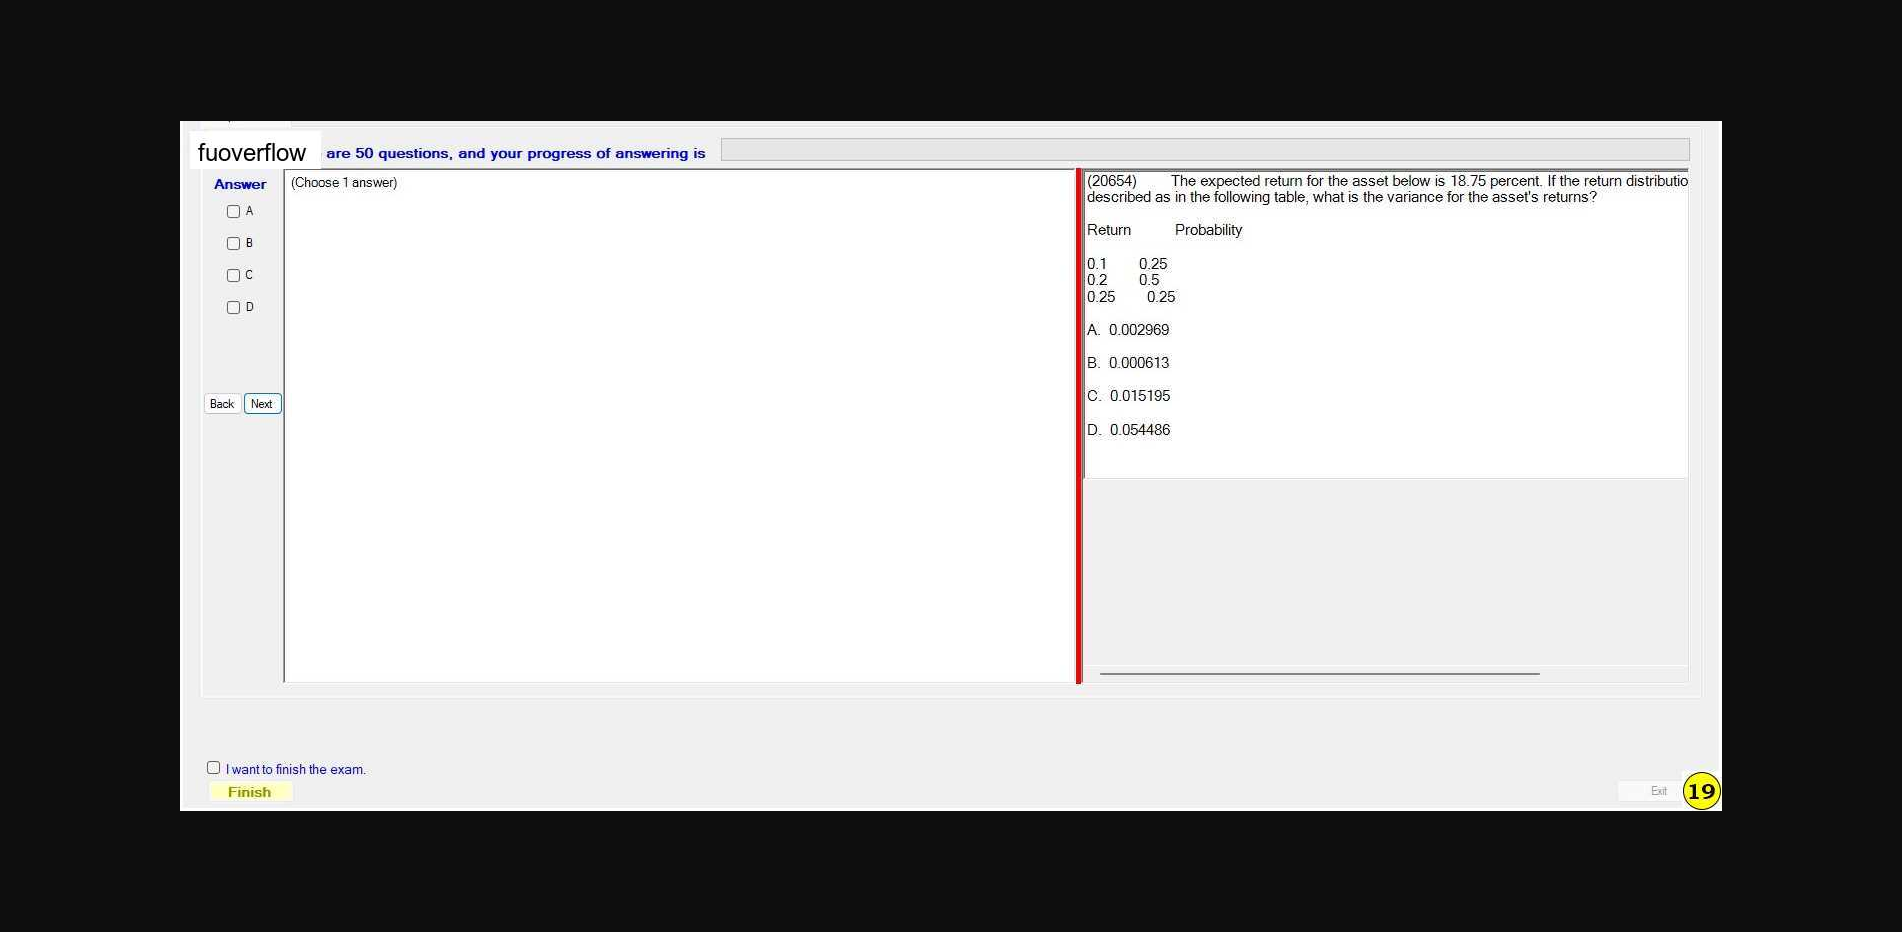 fuoverflow are 50 questions, and your progress of answering is
Answer
A
B
C
D
Back Next
(Choose 1 answer)
(20654) The expected return for the asset below is 18.75 percent. If the return distributio
described as in the following table, what is the variance for the asset's returns?
Return Probability
0.1 0.25
0.2 0.5
0.25 0.25
A. 0.002969
B. 0.000613
C. 0.015195
D. 0.054486
I want to finish the exam.
Finish
Exit
19